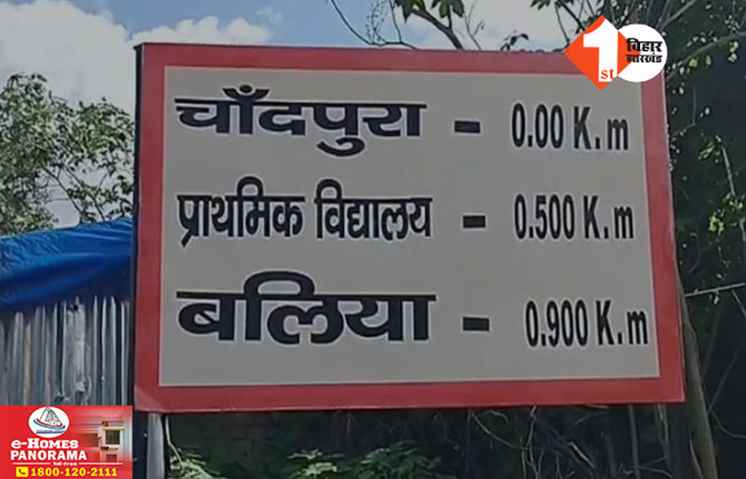 1st
बिहार
झारखंड
चाँदपुरा - 0.00 K.m
प्राथमिक विद्यालय - 0.500 K.m
बलिया - 0.900 K.m
e-HOMES
PANORAMA
1800-120-2111